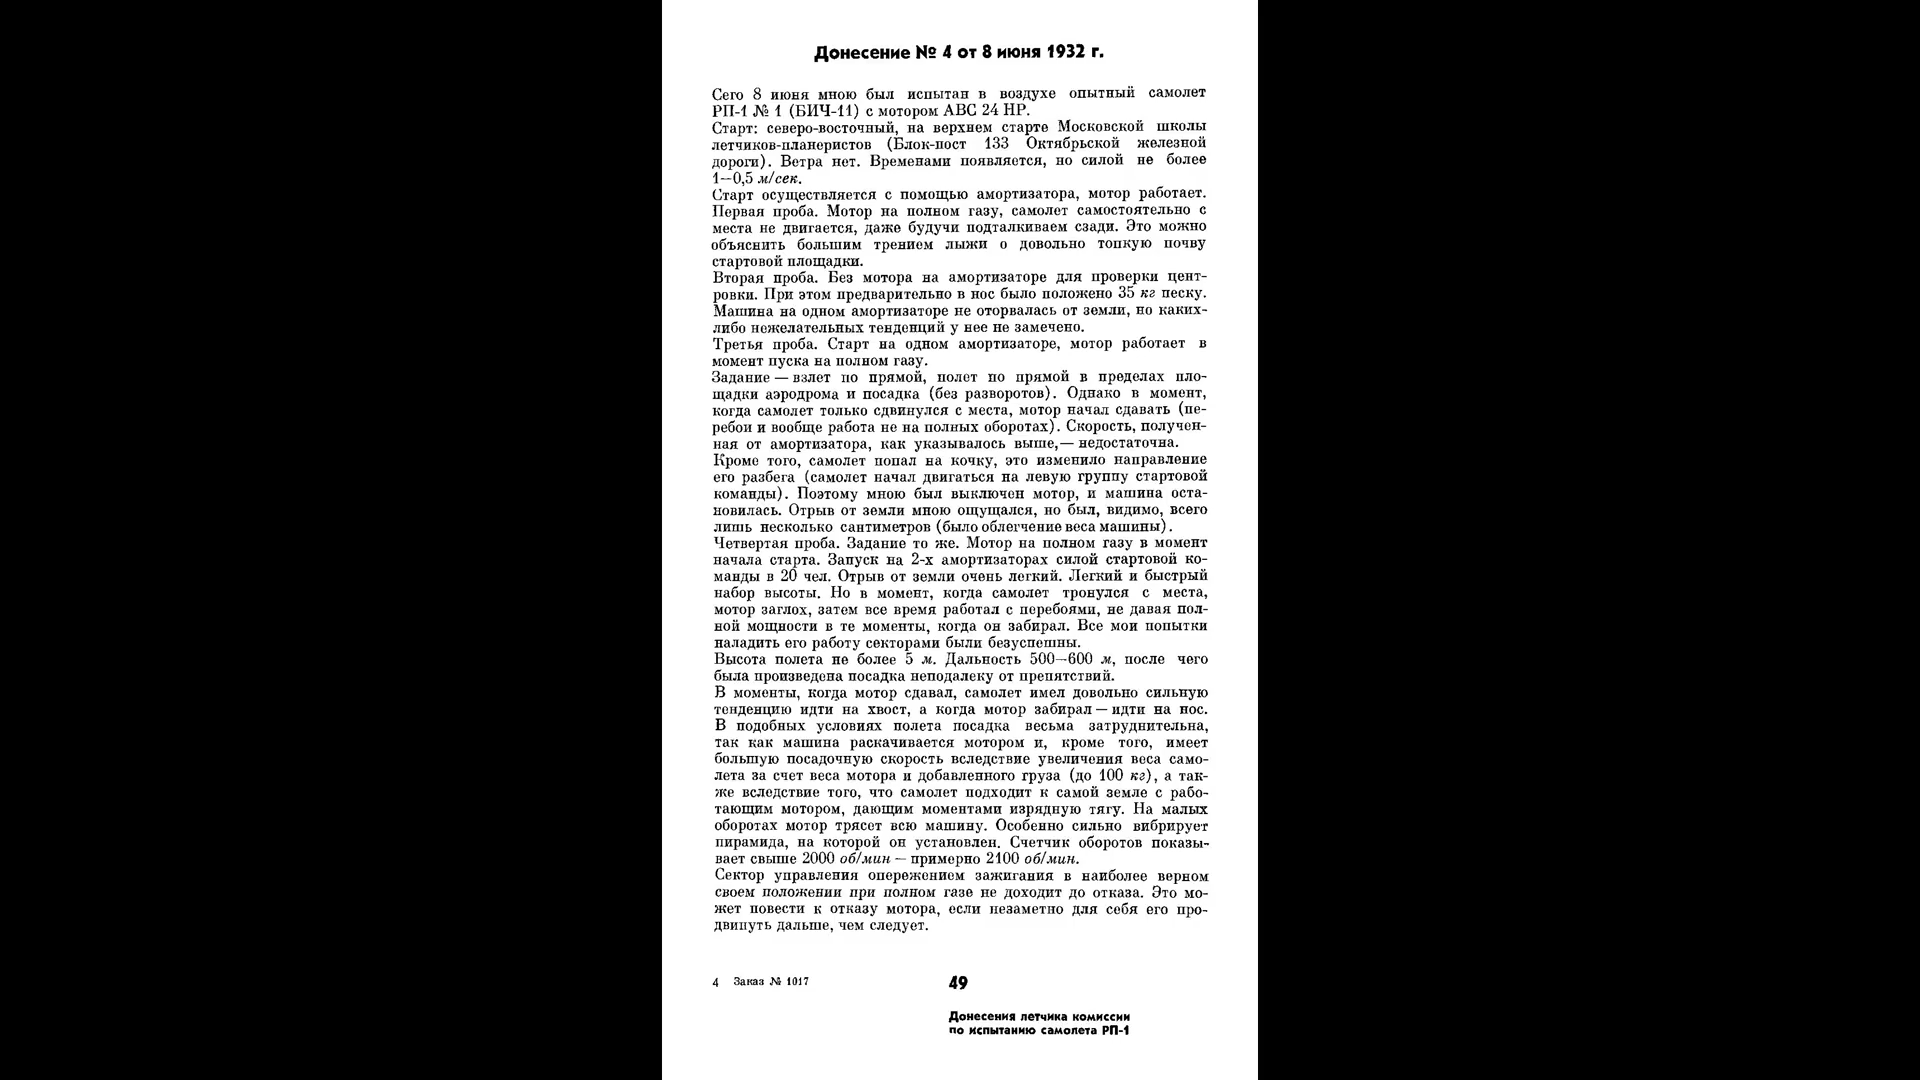 Донесение № 4 от 8 июня 1932 г.
Сего 8 июня мною был испытан в воздухе опытный самолет
РП-1 № 1 (БИЧ-11) с мотором АВС 24 НР.
Старт: северо-восточный, на верхнем старте Московской школы
летчиков-планеристов (Блок-пост 133 Октябрьской железной
дороги). Ветра нет. Временами появляется, но силой не более
1—0,5 м/сек.
Старт осуществляется с помощью амортизатора, мотор работает.
Первая проба. Мотор на полном газу, самолет самостоятельно с
места не двигается, даже будучи подталкиваем сзади. Это можно
объяснить большим трением лыжи о довольно топкую почву
стартовой площадки.
Вторая проба. Без мотора на амортизаторе для проверки цент-
ровки. При этом предварительно в нос было положено 35 кг песку.
Машина на одном амортизаторе не оторвалась от земли, но каких-
либо нежелательных тенденций у нее не замечено.
Третья проба. Старт на одном амортизаторе, мотор работает в
момент пуска на полном газу.
Задание — взлет по прямой, полет по прямой в пределах пло-
щадки аэродрома и посадка (без разворотов). Однако в момент,
когда самолет только сдвинулся с места, мотор начал сдавать (пе-
ребои и вообще работа не на полных оборотах). Скорость, получен-
ная от амортизатора, как указывалось выше,— недостаточна.
Кроме того, самолет попал на кочку, это изменило направление
его разбега (самолет начал двигаться на левую группу стартовой
команды). Поэтому мною был выключен мотор, и машина оста-
новилась. Отрыв от земли мною ощущался, но был, видимо, всего
лишь несколько сантиметров (было облегчение веса машины).
Четвертая проба. Задание то же. Мотор на полном газу в момент
начала старта. Запуск на 2-х амортизаторах силой стартовой ко-
манды в 20 чел. Отрыв от земли очень легкий. Легкий и быстрый
набор высоты. Но в момент, когда самолет тронулся с места,
мотор заглох, затем все время работал с перебоями, не давая пол-
ной мощности в те моменты, когда он забирал. Все мои попытки
наладить его работу секторами были безуспешны.
Высота полета не более 5 м. Дальность 500—600 м, после чего
была произведена посадка неподалеку от препятствий.
В моменты, когда мотор сдавал, самолет имел довольно сильную
тенденцию идти на хвост, а когда мотор забирал — идти на нос.
В подобных условиях полета посадка весьма затруднительна,
так как машина раскачивается мотором и, кроме того, имеет
большую посадочную скорость вследствие увеличения веса само-
лета за счет веса мотора и добавленного груза (до 100 кг), а так-
же вследствие того, что самолет подходит к самой земле с рабо-
тающим мотором, дающим моментами изрядную тягу. На малых
оборотах мотор трясет всю машину. Особенно сильно вибрирует
пирамида, на которой он установлен. Счетчик оборотов показы-
вает свыше 2000 об/мин — примерно 2100 об/мин.
Сектор управления опережением зажигания в наиболее верном
своем положении при полном газе не доходит до отказа. Это мо-
жет повести к отказу мотора, если незаметно для себя его про-
двинуть дальше, чем следует.
4 Заказ № 1017
49
Донесения летчика комиссии
по испытанию самолета РП-1